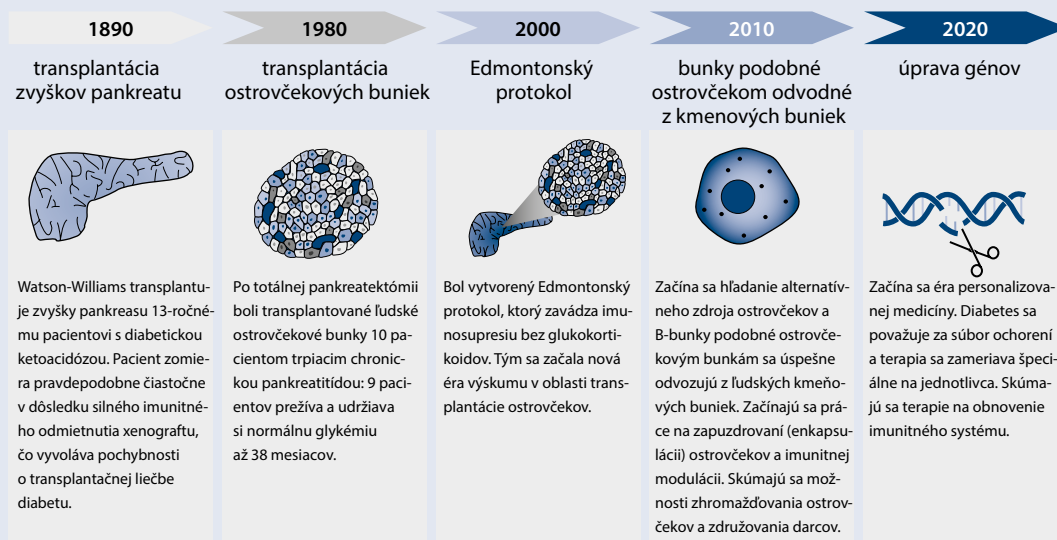 1890
transplantácia
zvyškov pankreatu
Watson-Williams transplantu-
je zvyšky pankreasu 13-ročné-
mu pacientovi s diabetickou
ketoacidózou. Pacient zomie-
ra pravdepodobne čiastočne
v dôsledku silného imunitné-
ho odmietnutia xenograftu,
čo vyvoláva pochybnosti
o transplantačnej liečbe
diabetu.
1980
transplantácia
ostrovčekových buniek
Po totálnej pankreatektómii
boli transplantované ľudské
ostrovčekové bunky 10 pa-
cientom trpiacim chronic-
kou pankreatitídou: 9 paci-
entov prežíva a udržiava
si normálnu glykémiu
až 38 mesiacov.
2000
Edmontonský
protokol
Bol vytvorený Edmontonský
protokol, ktorý zavádza imu-
nosupresiu bez glukokorti-
koidov. Tým sa začala nová
éra výskumu v oblasti trans-
plantácie ostrovčekov.
2010
bunky podobné
ostrovčekom odvodné
z kmenových buniek
Začína sa hľadanie alternatív-
neho zdroja ostrovčekov a
B-bunky podobné ostrovče-
kovým bunkám sa úspešne
odvozujú z ľudských kmeňo-
vých buniek. Začínajú sa prá-
ce na zapuzdrovaní (enkapsu-
lácii) ostrovčekov a imunitnej
modulácii. Skúmajú sa mož-
nosti zhromažďovania ostrov-
čekov a združovania darcov.
2020
úprava génov
Začína sa éra personalizova-
nej medicíny. Diabetes sa
považuje za súbor ochorení
a terapia sa zameriava špeci-
álne na jednotlivca. Skúma-
jú sa terapie na obnovenie
imunitného systému.